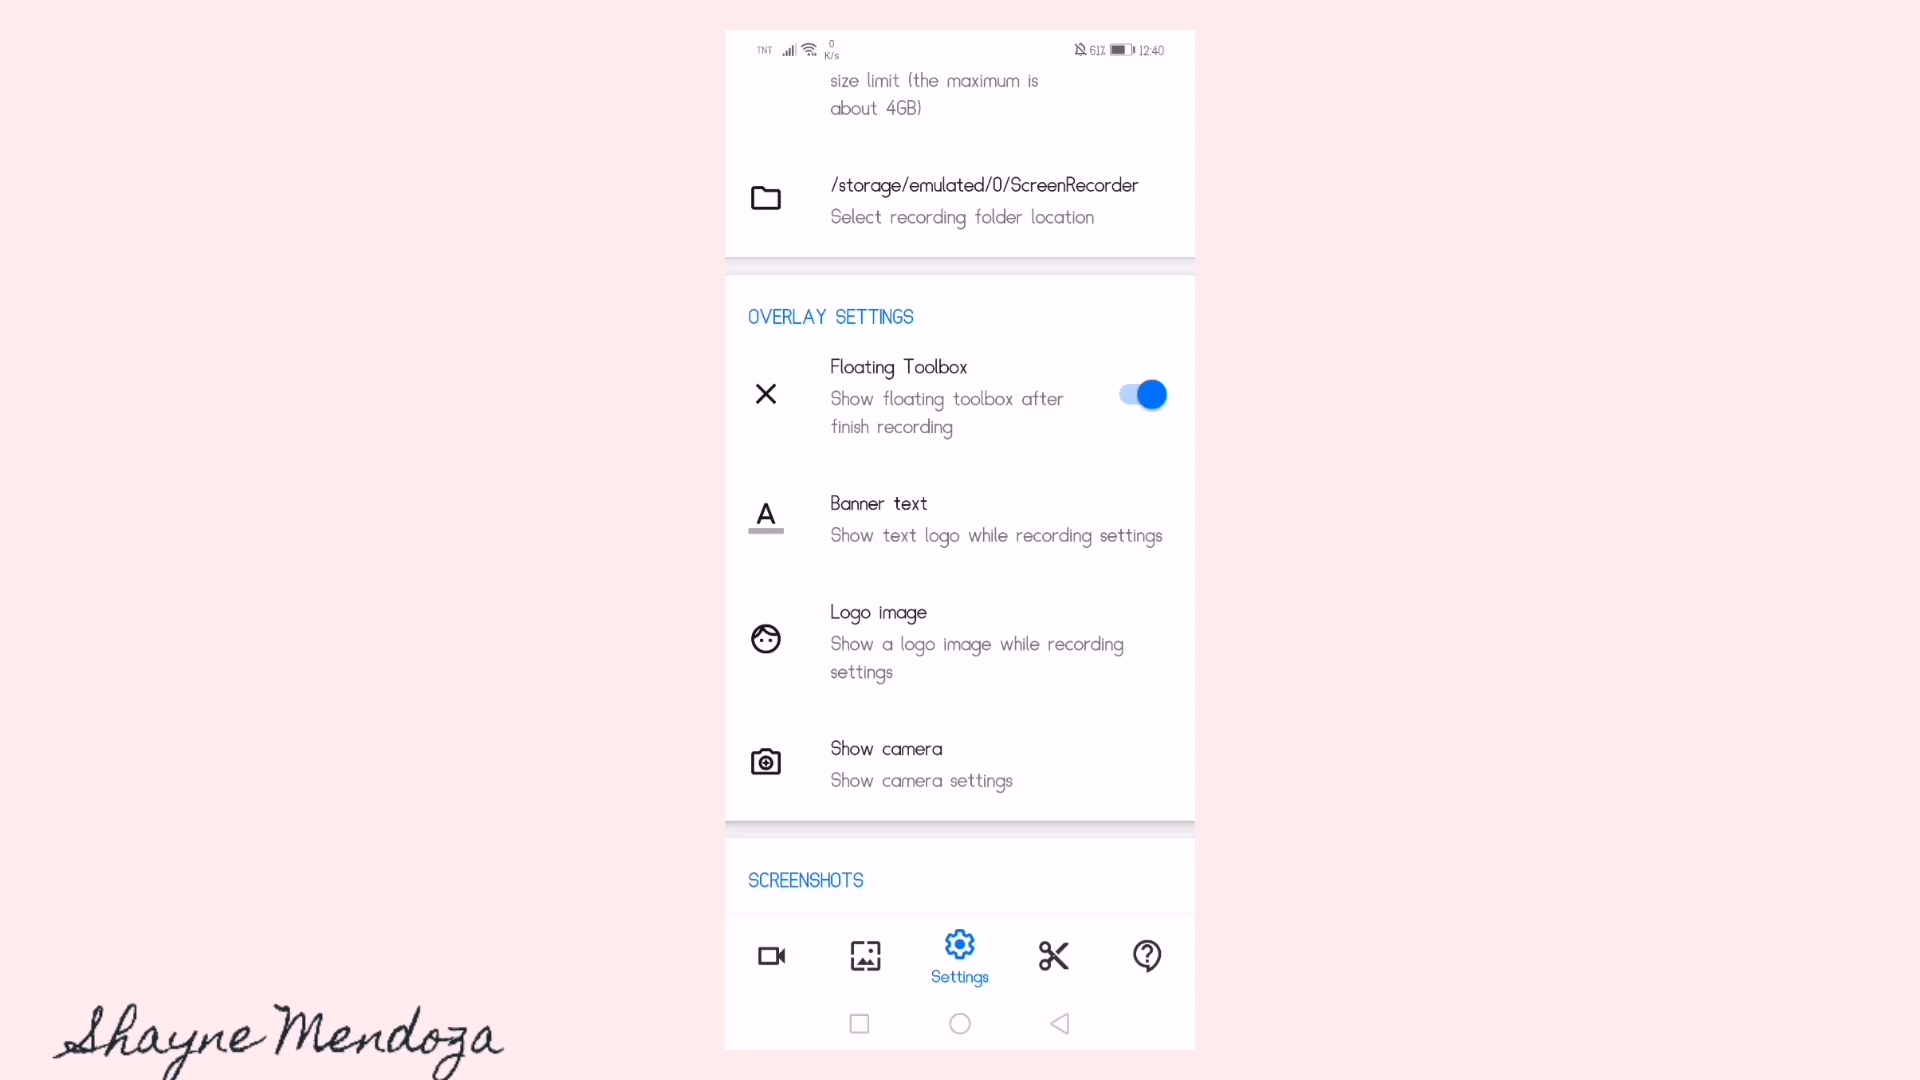 TNT 0 K/s 61% 12:40
size limit (the maximum is
about 4GB)
/storage/emulated/0/ScreenRecorder
Select recording folder location
OVERLAY SETTINGS
Floating Toolbox
Show floating toolbox after
finish recording
Banner text
Show text logo while recording settings
Logo image
Show a logo image while recording
settings
Show camera
Show camera settings
SCREENSHOTS
Settings
Shayne Mendoza